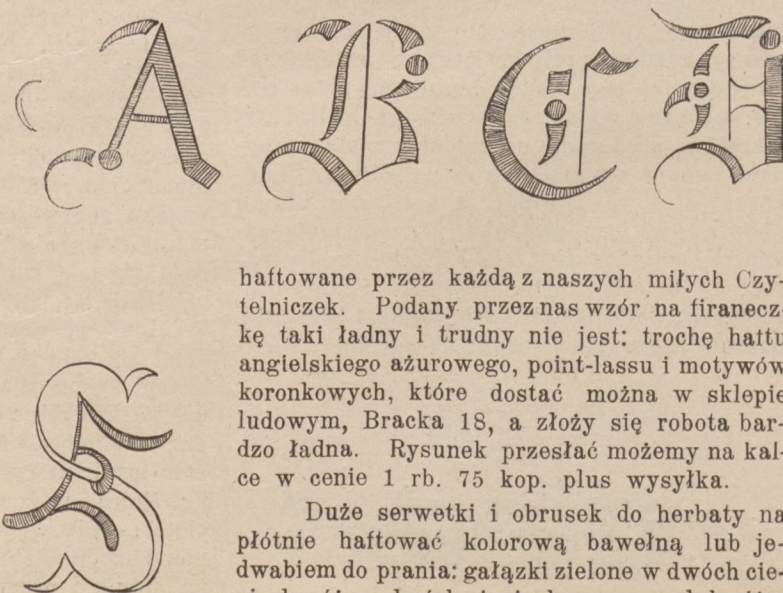 A B C D
haftowane przez każdą z naszych miłych Czy-
telniczek. Podany przez nas wzór na firanecz-
kę taki ładny i trudny nie jest: trochę haftu
angielskiego ażurowego, point-lassu i motywów
koronkowych, które dostać można w sklepie
ludowym, Bracka 18, a złoży się robota bar-
dzo ładna. Rysunek przesłać możemy na kal-
ce w cenie 1 rb. 75 kop. plus wysyłka.
S
Duże serwetki i obrusek do herbaty na
płótnie haftować kolorową bawełną lub je-
dwabiem do prania: gałązki zielone w dwóch cie-